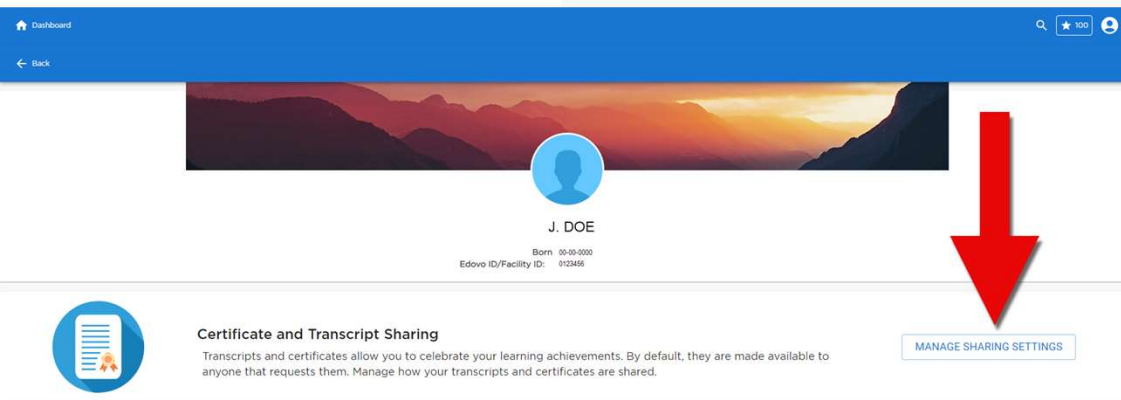 Dashboard
★ 100
← Back
J. DOE
Born 00-00-0000
Edovo ID/Facility ID: 0123456
Certificate and Transcript Sharing
Transcripts and certificates allow you to celebrate your learning achievements. By default, they are made available to
anyone that requests them. Manage how your transcripts and certificates are shared.
MANAGE SHARING SETTINGS